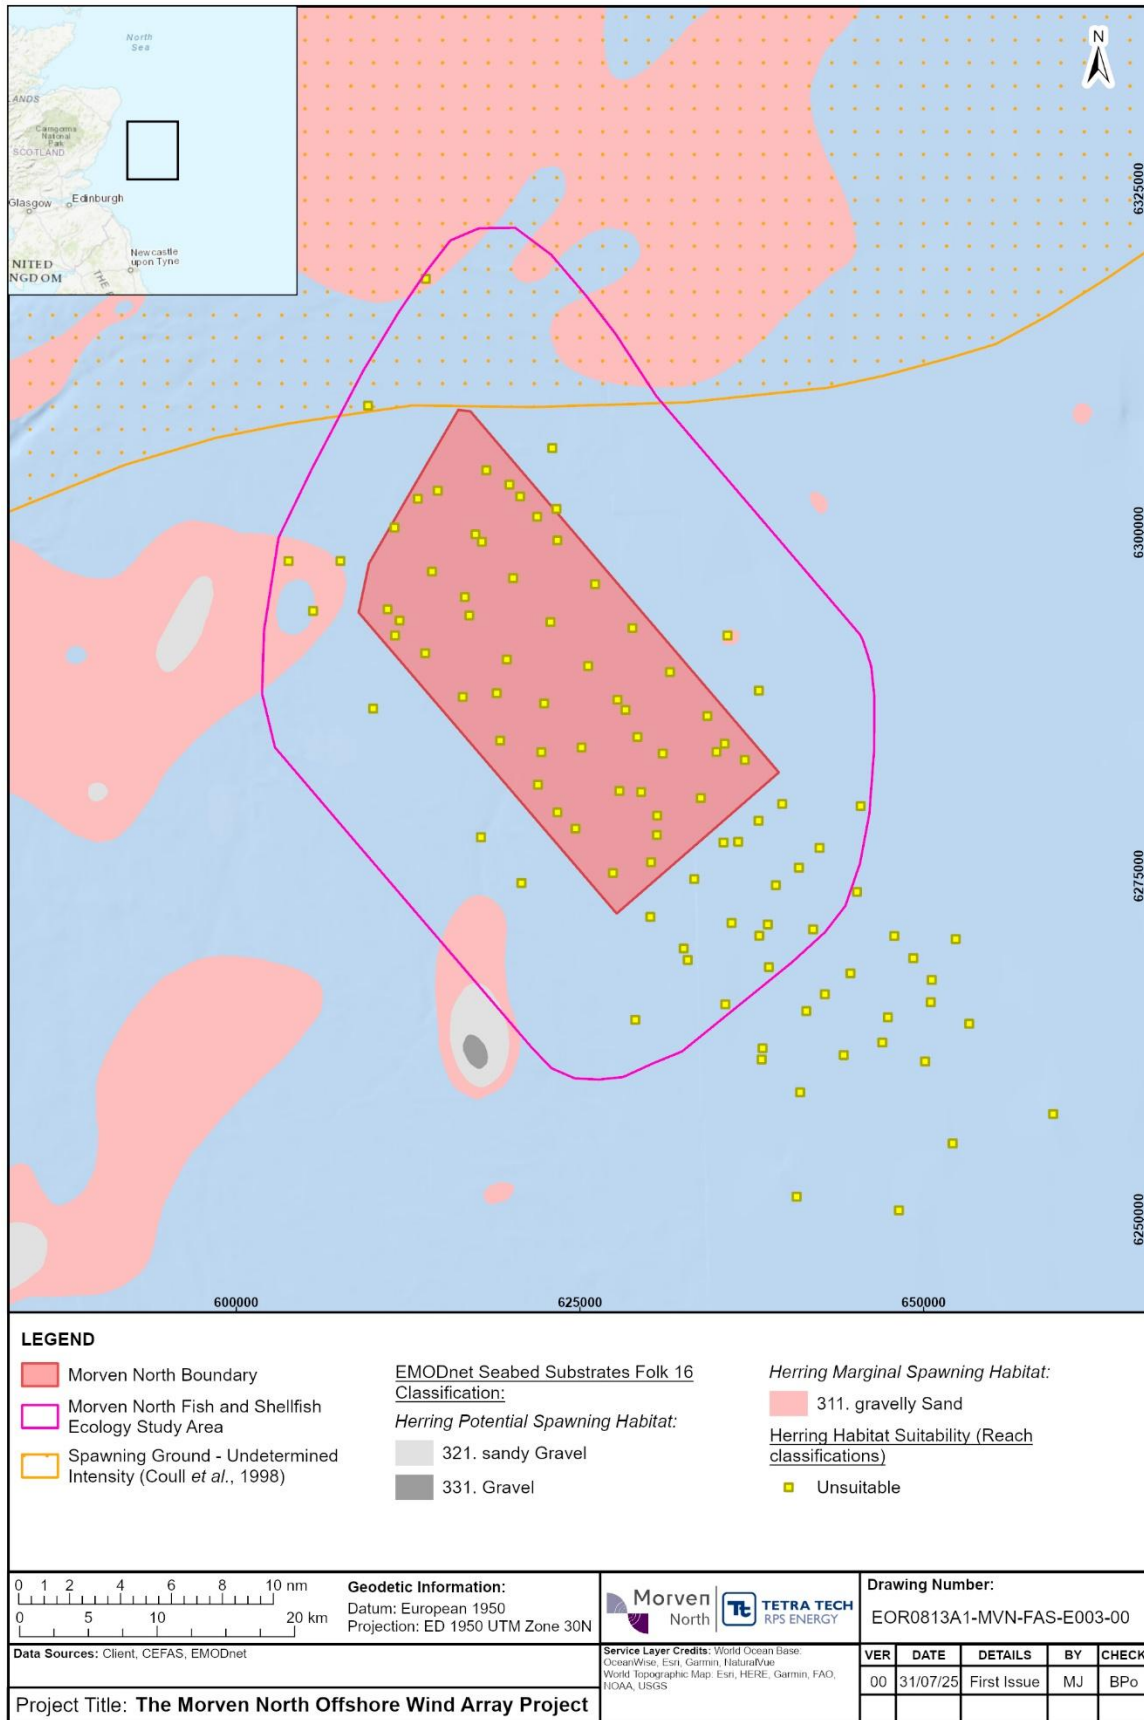 North
Sea
LANDS
Cairngorms
National
Park
SCOTLAND
Glasgow
Edinburgh
Newcastle
upon Tyne
NITED
NGDOM
N
6325000
6300000
6275000
6250000
600000
625000
650000
LEGEND
Morven North Boundary
Morven North Fish and Shellfish
Ecology Study Area
Spawning Ground - Undetermined
Intensity (Coull et al., 1998)
EMODnet Seabed Substrates Folk 16
Classification:
Herring Potential Spawning Habitat:
321. sandy Gravel
331. Gravel
Herring Marginal Spawning Habitat:
311. gravelly Sand
Herring Habitat Suitability (Reach
classifications)
Unsuitable
0 1 2 4 6 8 10 nm
0 5 10 20 km
Geodetic Information:
Datum: European 1950
Projection: ED 1950 UTM Zone 30N
Morven
North
Tt
TETRA TECH
RPS ENERGY
Drawing Number:
EOR0813A1-MVN-FAS-E003-00
Data Sources: Client, CEFAS, EMODnet
Service Layer Credits: World Ocean Base:
OceanWise, Esri, Garmin, NaturalVue
World Topographic Map: Esri, HERE, Garmin, FAO,
NOAA, USGS
VER DATE DETAILS BY CHECK
00 31/07/25 First Issue MJ BPo
Project Title: The Morven North Offshore Wind Array Project